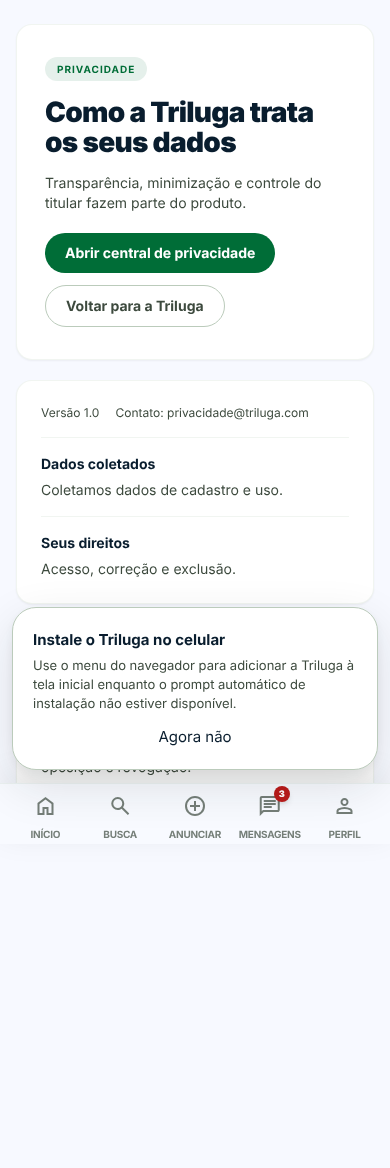 PRIVACIDADE
Como a Triluga trata
os seus dados
Transparência, minimização e controle do
titular fazem parte do produto.
Abrir central de privacidade
Voltar para a Triluga
Versão 1.0 Contato: privacidade@triluga.com
Dados coletados
Coletamos dados de cadastro e uso.
Seus direitos
Acesso, correção e exclusão.
Instale o Triluga no celular
Use o menu do navegador para adicionar a Triluga à
tela inicial enquanto o prompt automático de
instalação não estiver disponível.
Agora não
oposição e revogação.
3
INÍCIO BUSCA ANUNCIAR MENSAGENS PERFIL